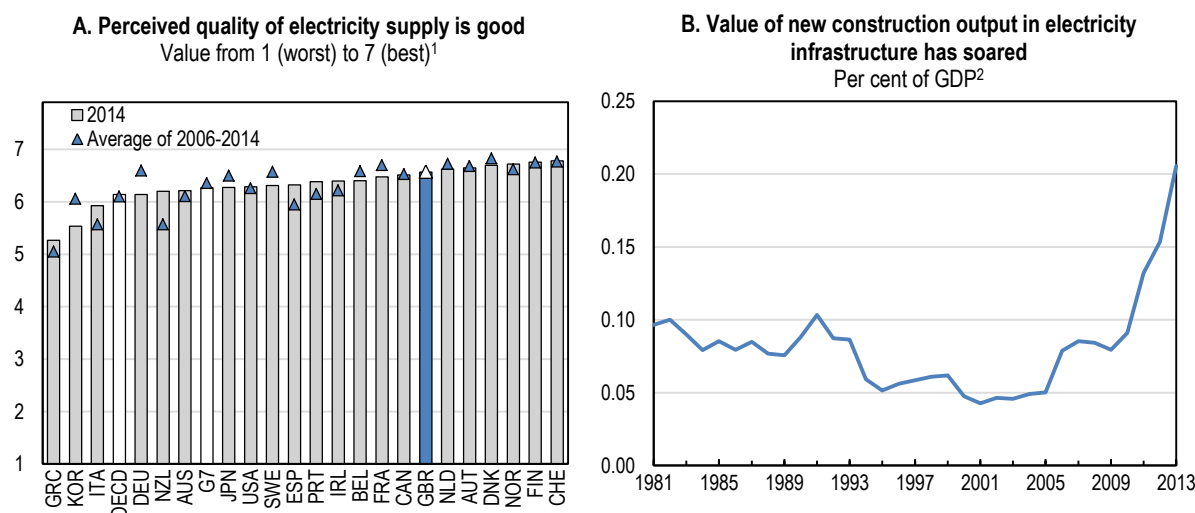 A. Perceived quality of electricity supply is good
Value from 1 (worst) to 7 (best)1
2014
Average of 2006-2014
7
6
5
4
3
2
1
GRC
KOR
ITA
OECD
DEU
NZL
AUS
G7
JPN
USA
SWE
ESP
PRT
IRL
BEL
FRA
CAN
GBR
NLD
AUT
DNK
NOR
FIN
CHE
B. Value of new construction output in electricity
infrastructure has soared
Per cent of GDP2
0.25
0.20
0.15
0.10
0.05
0.00
1981 1985 1989 1993 1997 2001 2005 2009 2013